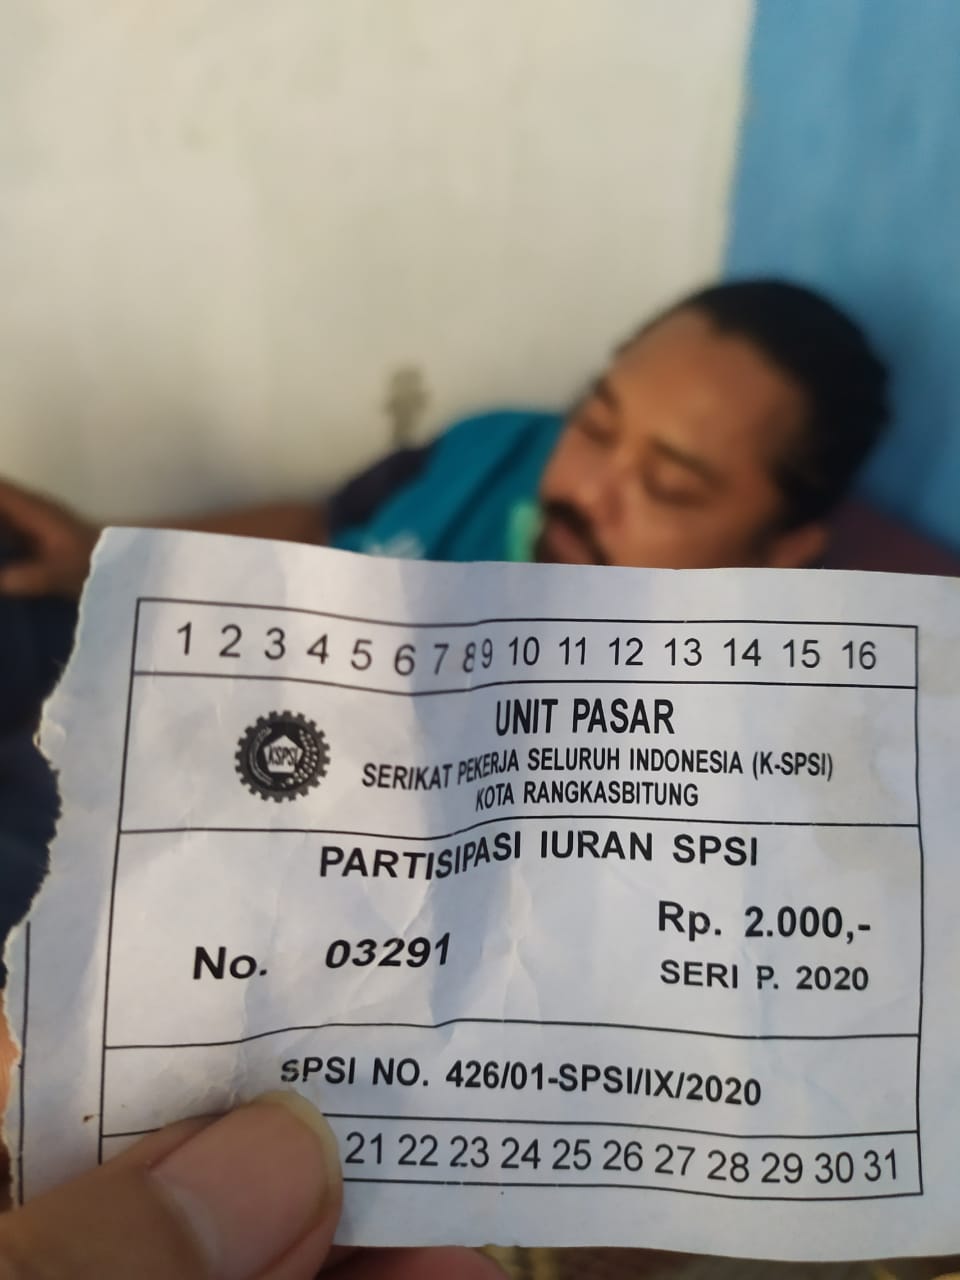 1 2 3 4 5 6 7 8 9 10 11 12 13 14 15 16
KSPSI
UNIT PASAR
SERIKAT PEKERJA SELURUH INDONESIA (K-SPSI)
KOTA RANGKASBITUNG
PARTISIPASI IURAN SPSI
Rp. 2.000,-
No. 03291
SERI P. 2020
SPSI NO. 426/01-SPSI/IX/2020
21 22 23 24 25 26 27 28 29 30 31